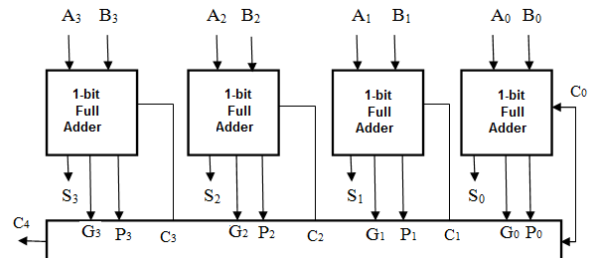 A3 B3 A2 B2 A1 B1 A0 B0
1-bit Full Adder
1-bit Full Adder
1-bit Full Adder
1-bit Full Adder
C0
S3 S2 S1 S0
C4
G3 P3 C3 G2 P2 C2 G1 P1 C1 G0 P0